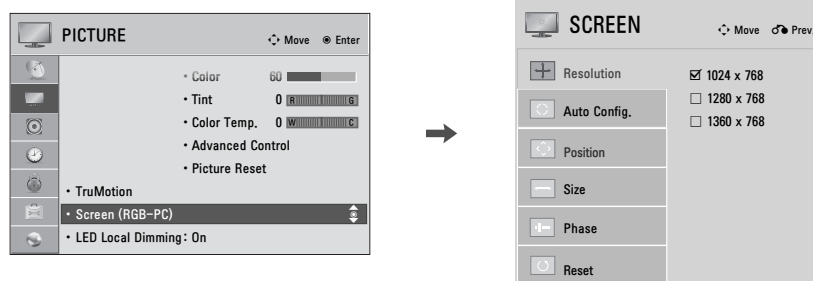 PICTURE
Move Enter
• Color 60
• Tint 0 R G
• Color Temp. 0 W C
• Advanced Control
• Picture Reset
• TruMotion
• Screen (RGB-PC)
• LED Local Dimming: On
SCREEN
Move Prev.
Resolution
Auto Config.
Position
Size
Phase
Reset
1024 x 768
1280 x 768
1360 x 768